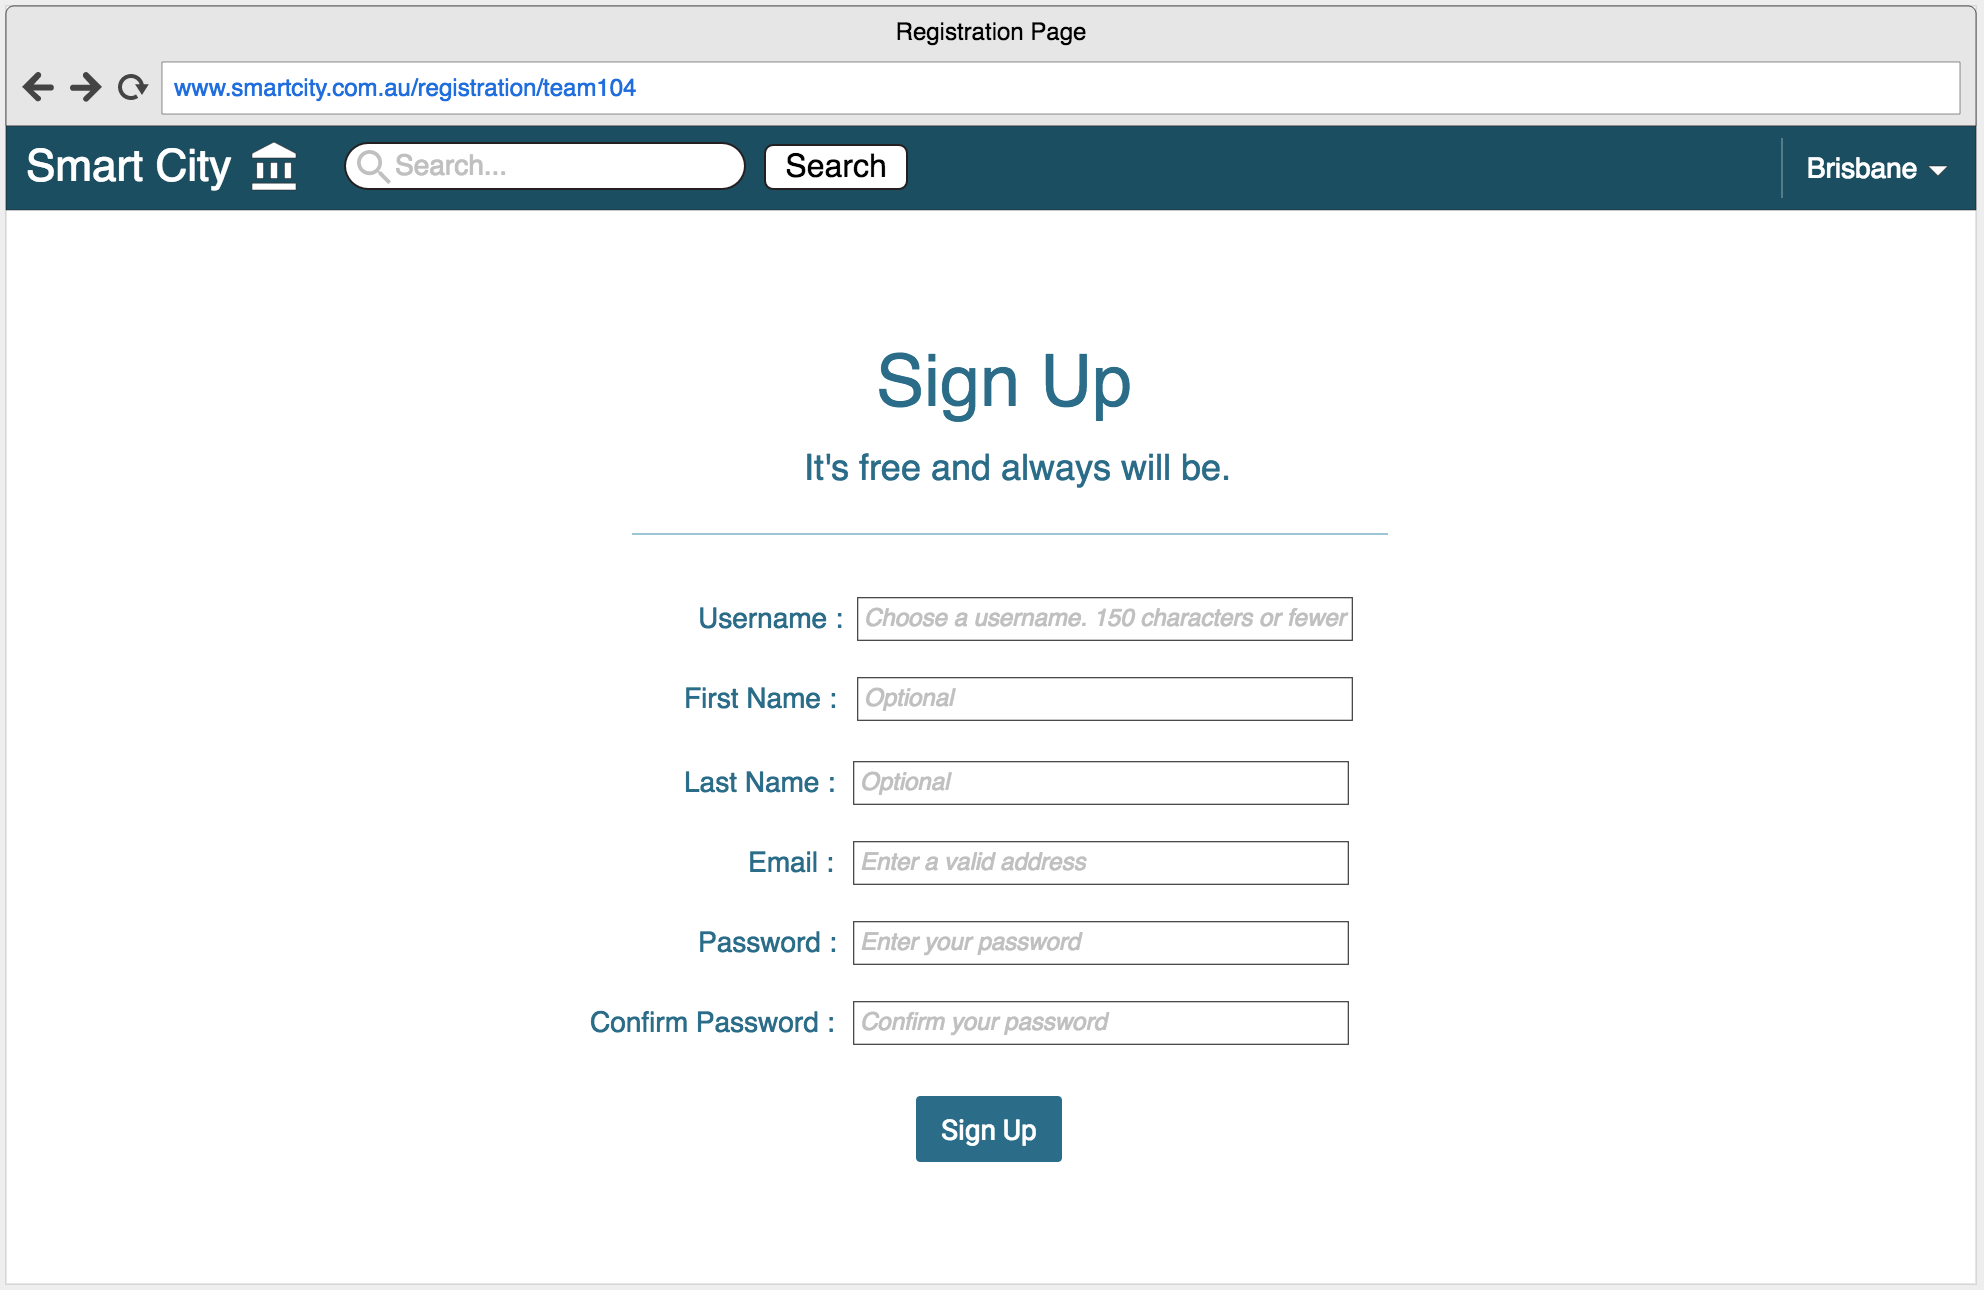 Registration Page
www.smartcity.com.au/registration/team104
Smart City Search... Search Brisbane
Sign Up
It's free and always will be.
Username : Choose a username. 150 characters or fewer
First Name : Optional
Last Name : Optional
Email : Enter a valid address
Password : Enter your password
Confirm Password : Confirm your password
Sign Up